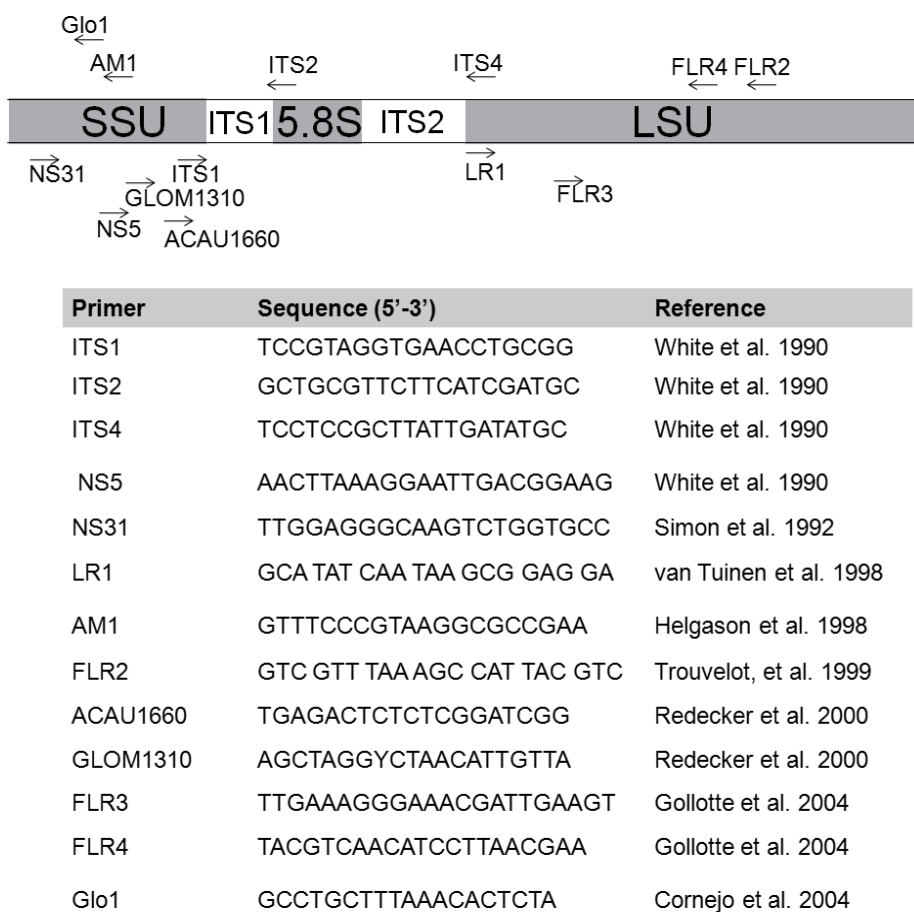 Glo1
AM1 ITS2 ITS4 FLR4 FLR2
SSU ITS1 5.8S ITS2 LSU
NS31 ITS1 LR1
GLOM1310 FLR3
NS5 ACAU1660
Primer Sequence (5’-3’) Reference
ITS1 TCCGTAGGTGAACCTGCGG White et al. 1990
ITS2 GCTGCGTTCTTCATCGATGC White et al. 1990
ITS4 TCCTCCGCTTATTGATATGC White et al. 1990
NS5 AACTTAAAGGAATTGACGGAAG White et al. 1990
NS31 TTGGAGGGCAAGTCTGGTGCC Simon et al. 1992
LR1 GCA TAT CAA TAA GCG GAG GA van Tuinen et al. 1998
AM1 GTTTCCCGTAAGGCGCCGAA Helgason et al. 1998
FLR2 GTC GTT TAA AGC CAT TAC GTC Trouvelot, et al. 1999
ACAU1660 TGAGACTCTCTCGGATCGG Redecker et al. 2000
GLOM1310 AGCTAGGYCTAACATTGTTA Redecker et al. 2000
FLR3 TTGAAAGGGAAACGATTGAAGT Gollotte et al. 2004
FLR4 TACGTCAACATCCTTAACGAA Gollotte et al. 2004
Glo1 GCCTGCTTTAAACACTCTA Cornejo et al. 2004